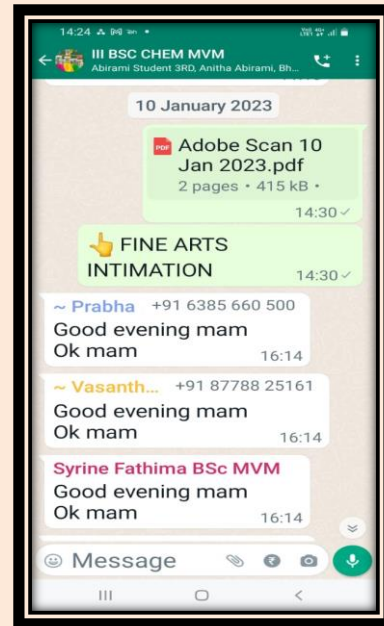 14:24
III BSC CHEM MVM
Abirami Student 3RD, Anitha Abirami, Bh...
10 January 2023
PDF
Adobe Scan 10
Jan 2023.pdf
2 pages • 415 kB •
14:30
👆 FINE ARTS
INTIMATION
14:30
~ Prabha +91 6385 660 500
Good evening mam
Ok mam
16:14
~ Vasanth... +91 87788 25161
Good evening mam
Ok mam
16:14
Syrine Fathima BSc MVM
Good evening mam
Ok mam
16:14
Message